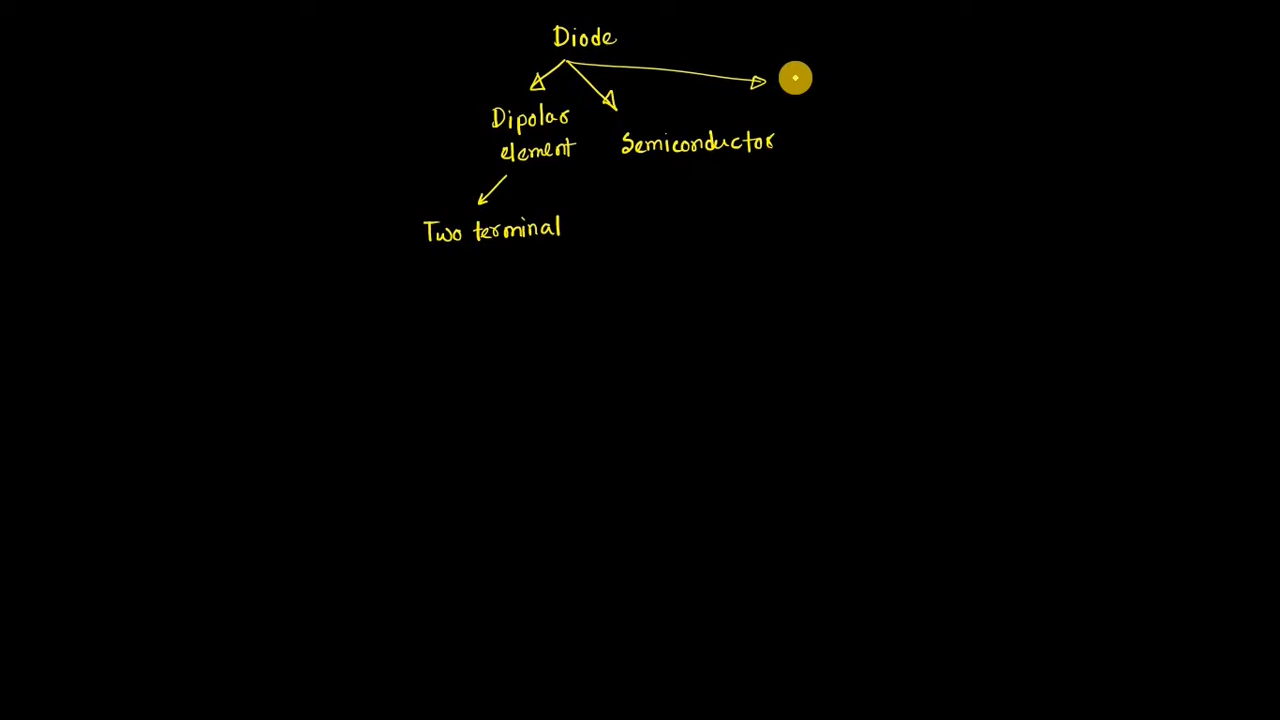 Diode
Dipolar
element
Semiconductor
Two terminal